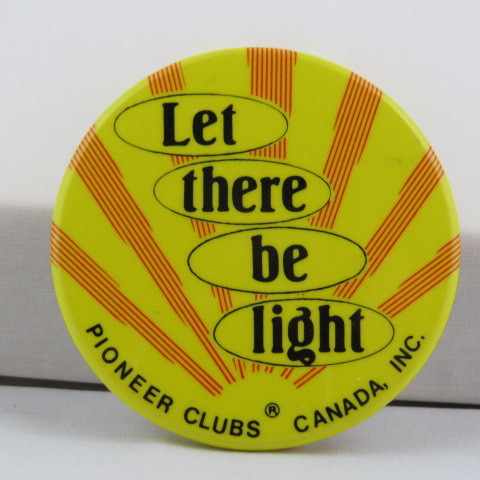 Let
there
be
light
PIONEER CLUBS® CANADA, INC.